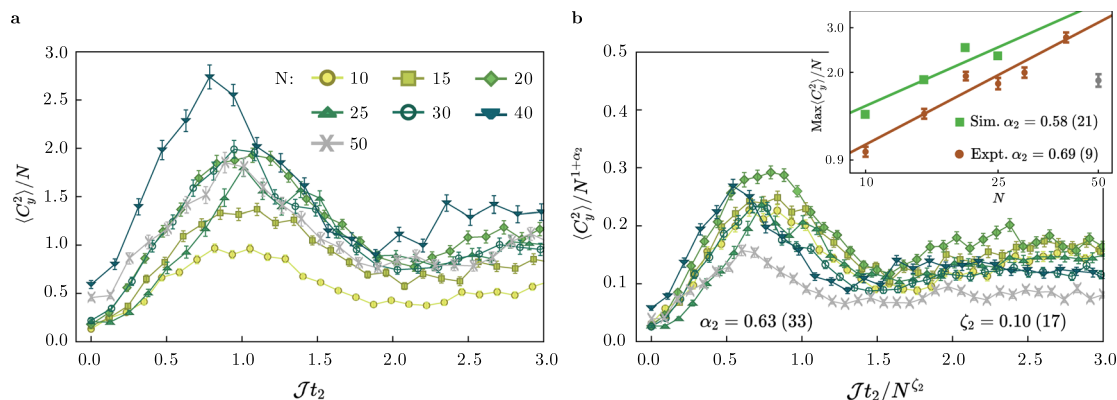 a
3.0
2.5
2.0
1.5
1.0
0.5
0.0
⟨C_y^2⟩/N
N:
10
15
20
25
30
40
50
0.0 0.5 1.0 1.5 2.0 2.5 3.0
𝒥t_2
b
0.5
0.4
0.3
0.2
0.1
0.0
⟨C_y^2⟩/N^{1+α_2}
3.0
2.0
0.9
Max⟨C_y^2⟩/N
Sim. α_2 = 0.58 (21)
Expt. α_2 = 0.69 (9)
10 25 50
N
α_2 = 0.63 (33)
ζ_2 = 0.10 (17)
0.0 0.5 1.0 1.5 2.0 2.5 3.0
𝒥t_2/N^{ζ_2}